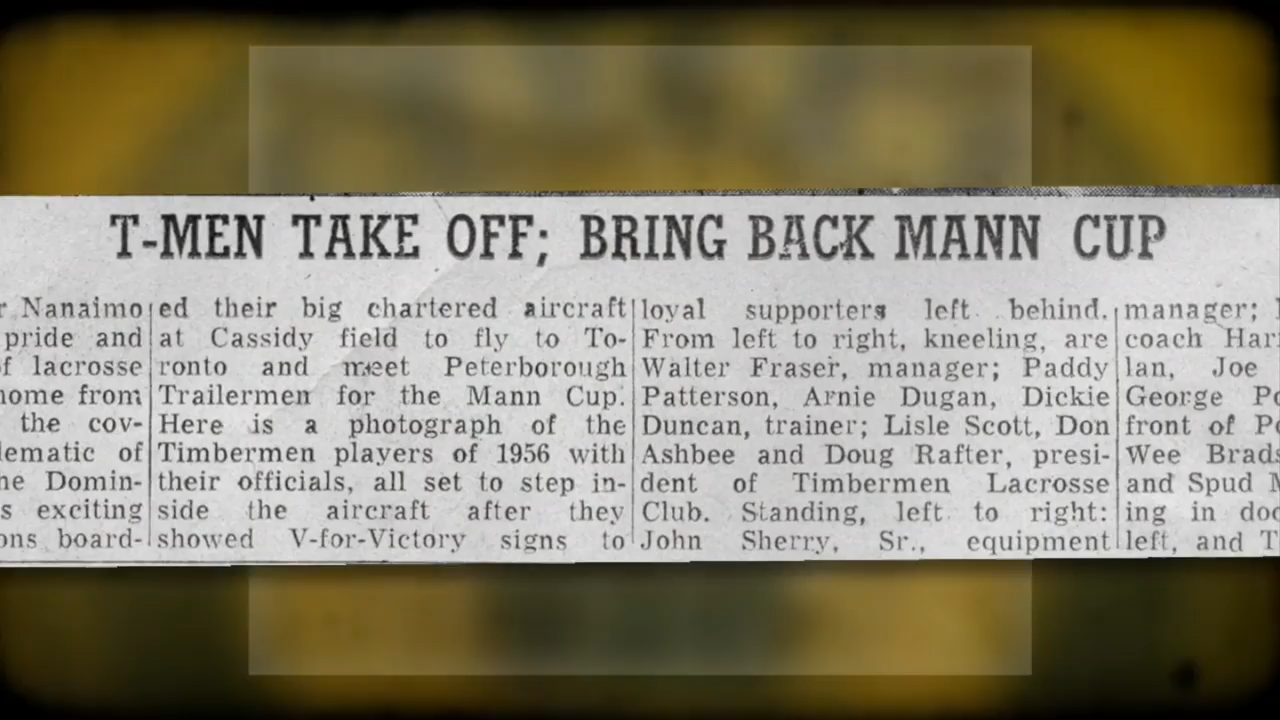 T-MEN TAKE OFF; BRING BACK MANN CUP
r Nanaimo
pride and
f lacrosse
home from
the cov-
lematic of
he Domin-
s exciting
ons board-
ed their big chartered aircraft
at Cassidy field to fly to To-
ronto and meet Peterborough
Trailermen for the Mann Cup.
Here is a photograph of the
Timbermen players of 1956 with
their officials, all set to step in-
side the aircraft after they
showed V-for-Victory signs to
loyal supporters left behind.
From left to right, kneeling, are
Walter Fraser, manager; Paddy
Patterson, Arnie Dugan, Dickie
Duncan, trainer; Lisle Scott, Don
Ashbee and Doug Rafter, presi-
dent of Timbermen Lacrosse
Club. Standing, left to right:
John Sherry, Sr., equipment
manager;
coach Har
lan, Joe
George Po
front of Po
Wee Brads
and Spud M
ing in doo
left, and T